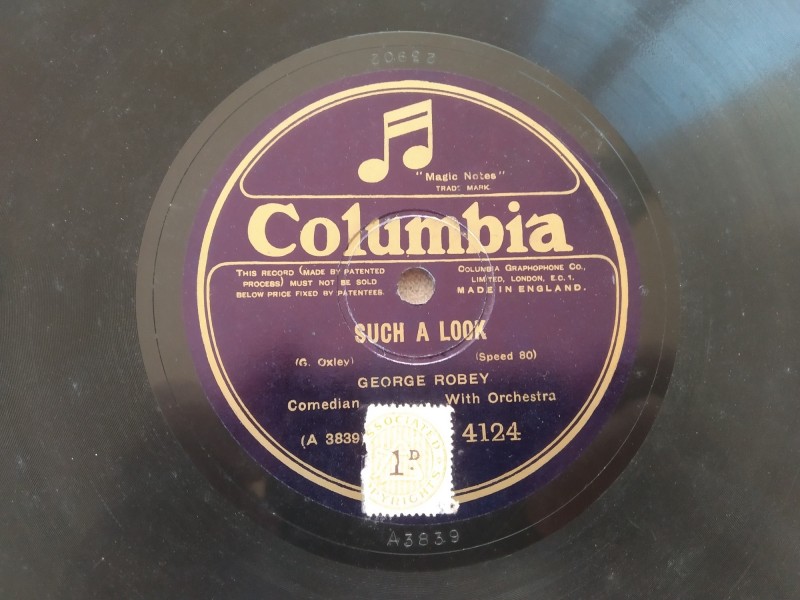 23902
"Magic Notes"
TRADE MARK.
Columbia
THIS RECORD (MADE BY PATENTED
PROCESS) MUST NOT BE SOLD
BELOW PRICE FIXED BY PATENTEES.
COLUMBIA GRAPHOPHONE CO.,
LIMITED, LONDON, E.C.1.
MADE IN ENGLAND.
SUCH A LOOK
(G. Oxley) (Speed 80)
GEORGE ROBEY
Comedian With Orchestra
(A 3839) 4124
1D
A3839